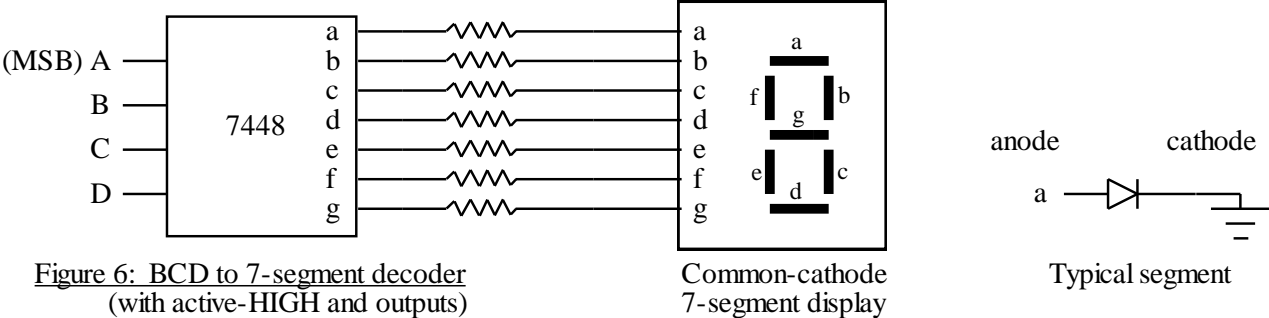 a a
a
(MSB) A b b
B c c
f b
7448 d d
g
C e e
anode cathode
e c
D f f
a
d
g g
Figure 6: BCD to 7-segment decoder
(with active-HIGH and outputs)
Common-cathode
7-segment display
Typical segment